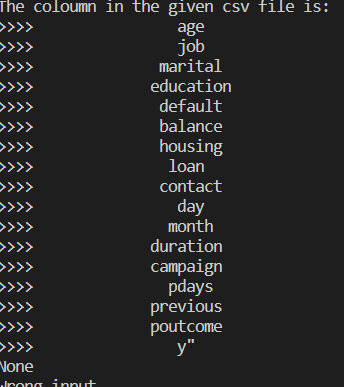 The coloumn in the given csv file is:
>>>> age
>>>> job
>>>> marital
>>>> education
>>>> default
>>>> balance
>>>> housing
>>>> loan
>>>> contact
>>>> day
>>>> month
>>>> duration
>>>> campaign
>>>> pdays
>>>> previous
>>>> poutcome
>>>> y"
None
Wrong input